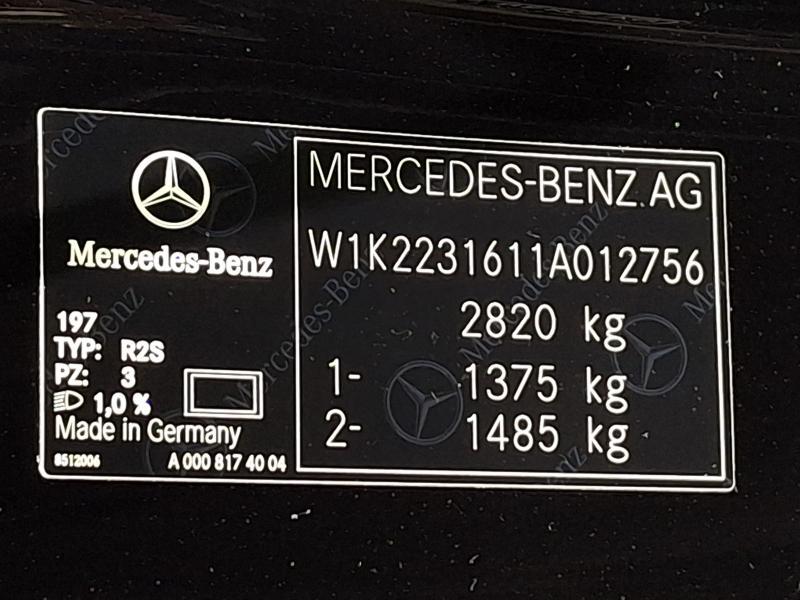 Mercedes-Benz
197
TYP: R2S
PZ: 3
1,0 %
Made in Germany
8512006
A 000 817 40 04
MERCEDES-BENZ AG
W1K2231611A012756
2820 kg
1- 1375 kg
2- 1485 kg